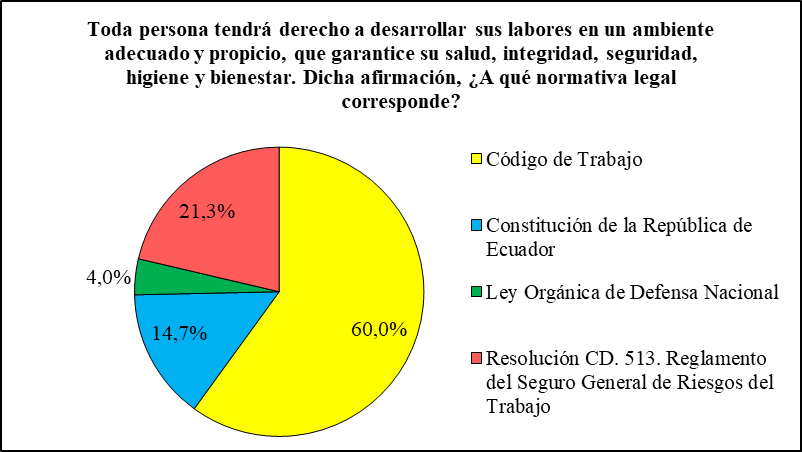 Toda persona tendrá derecho a desarrollar sus labores en un ambiente
adecuado y propicio, que garantice su salud, integridad, seguridad,
higiene y bienestar. Dicha afirmación, ¿A qué normativa legal
corresponde?
21,3%
4,0%
14,7%
60,0%
Código de Trabajo
Constitución de la República de
Ecuador
Ley Orgánica de Defensa Nacional
Resolución CD. 513. Reglamento
del Seguro General de Riesgos del
Trabajo